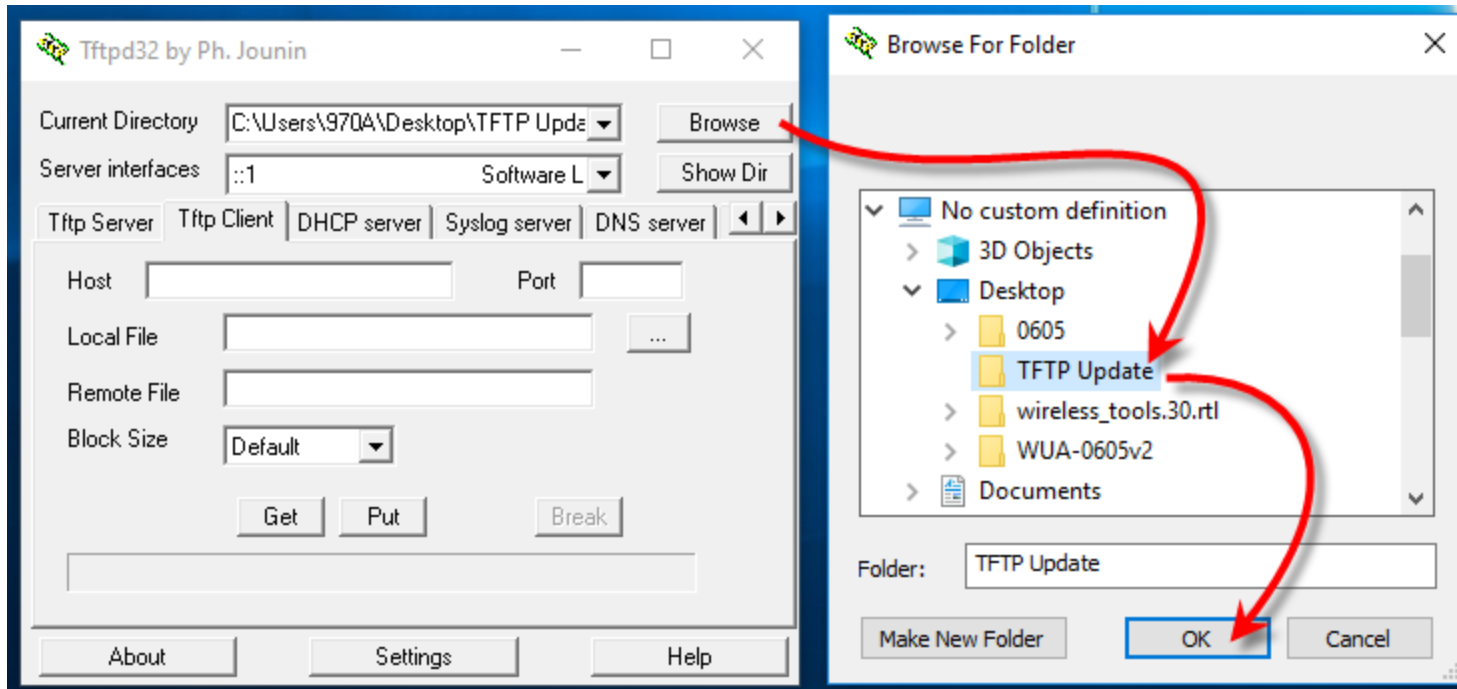 Tftpd32 by Ph. Jounin
Current Directory C:\Users\970A\Desktop\TFTP Upda Browse
Server interfaces ::1 Software L Show Dir
Tftp Server Tftp Client DHCP server Syslog server DNS server
Host Port
Local File ...
Remote File
Block Size Default
Get Put Break
About Settings Help
Browse For Folder
No custom definition
3D Objects
Desktop
0605
TFTP Update
wireless_tools.30.rtl
WUA-0605v2
Documents
Folder: TFTP Update
Make New Folder OK Cancel